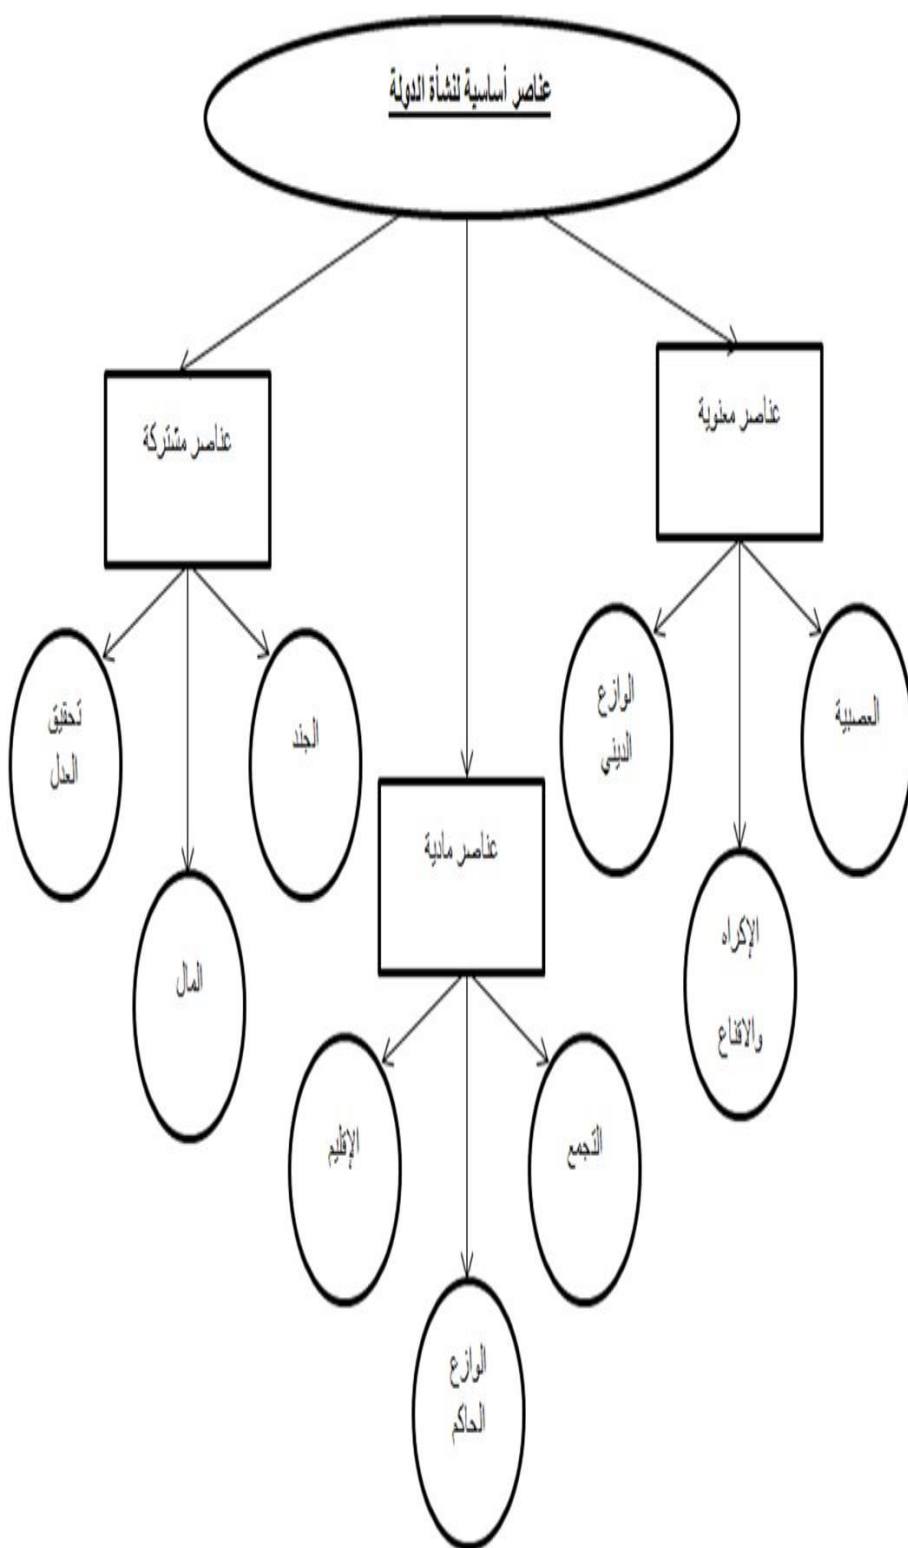 عناصر أساسية لنشأة الدولة
عناصر معنوية
العصبية
الإكراه
والاقناع
الوازع
الديني
عناصر مادية
التجمع
الوازع
الحاكم
الإقليم
عناصر مشتركة
الجند
المال
تحقيق
العدل